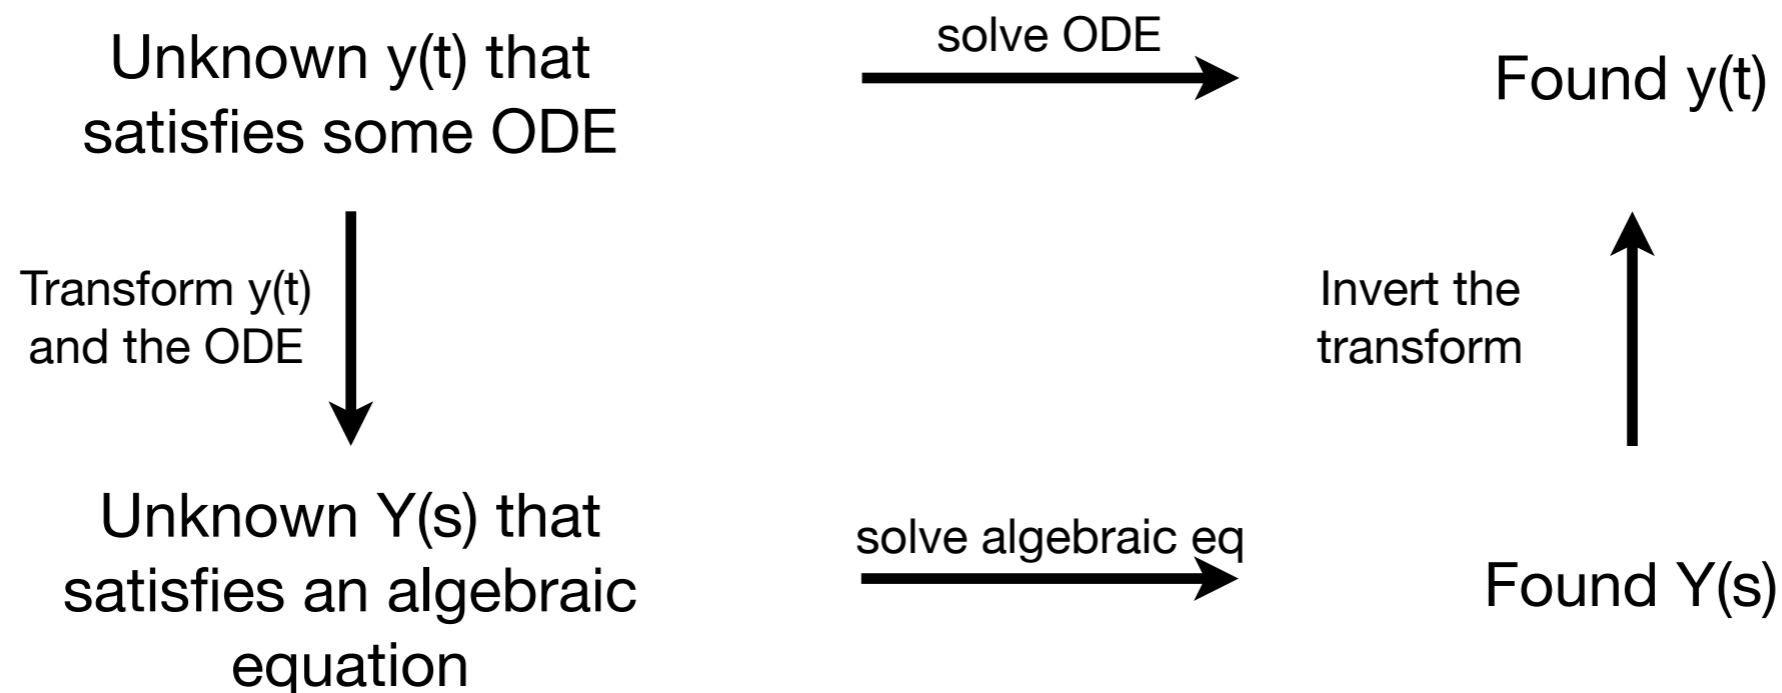 Unknown y(t) that
satisfies some ODE
solve ODE
Found y(t)
Transform y(t)
and the ODE
Invert the
transform
Unknown Y(s) that
satisfies an algebraic
equation
solve algebraic eq
Found Y(s)